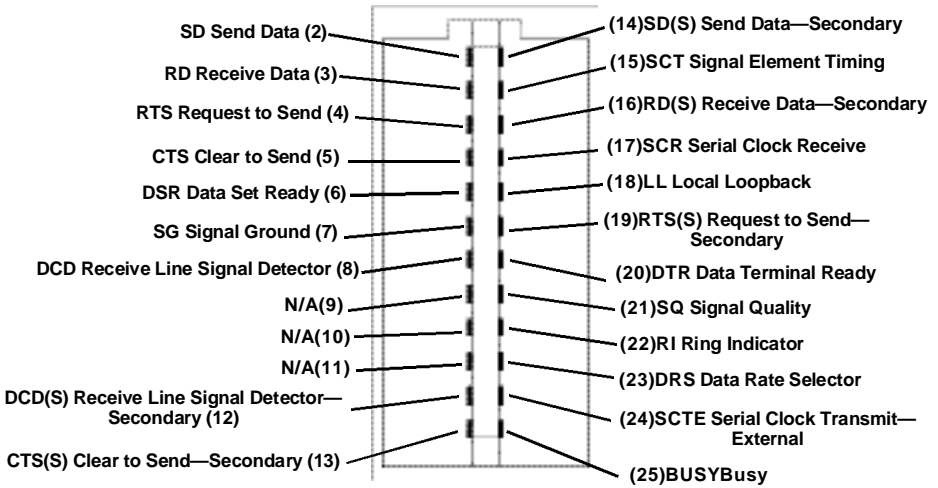 SD Send Data (2)
RD Receive Data (3)
RTS Request to Send (4)
CTS Clear to Send (5)
DSR Data Set Ready (6)
SG Signal Ground (7)
DCD Receive Line Signal Detector (8)
N/A(9)
N/A(10)
N/A(11)
DCD(S) Receive Line Signal Detector—
Secondary (12)
CTS(S) Clear to Send—Secondary (13)
(14)SD(S) Send Data—Secondary
(15)SCT Signal Element Timing
(16)RD(S) Receive Data—Secondary
(17)SCR Serial Clock Receive
(18)LL Local Loopback
(19)RTS(S) Request to Send—
Secondary
(20)DTR Data Terminal Ready
(21)SQ Signal Quality
(22)RI Ring Indicator
(23)DRS Data Rate Selector
(24)SCTE Serial Clock Transmit—
External
(25)BUSYBusy